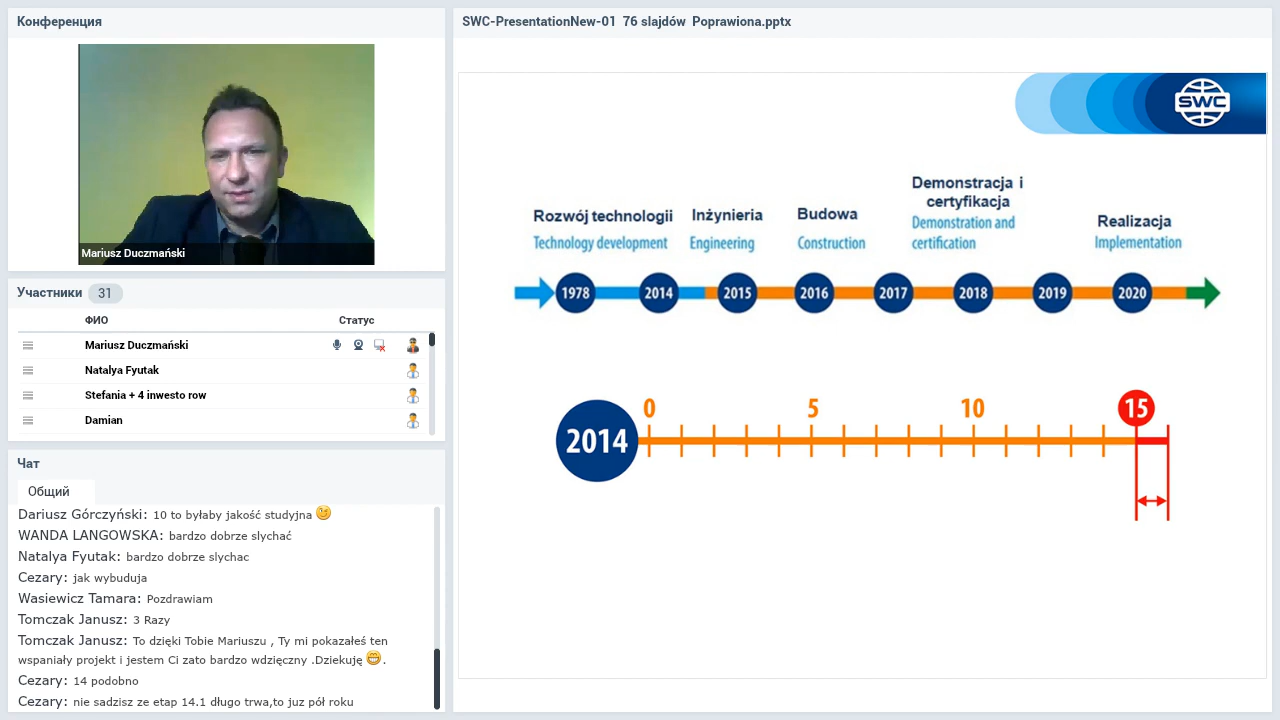 Конференция
Mariusz Duczmański
Участники 31
ФИО Статус
Mariusz Duczmański
Natalya Fyutak
Stefania + 4 inwesto row
Damian
Чат
Общий
Dariusz Górczyński: 10 to byłaby jakość studyjna
WANDA LANGOWSKA: bardzo dobrze slychać
Natalya Fyutak: bardzo dobrze slychac
Cezary: jak wybuduja
Wasiewicz Tamara: Pozdrawiam
Tomczak Janusz: 3 Razy
Tomczak Janusz: To dzięki Tobie Mariuszu , Ty mi pokazałeś ten
wspaniały projekt i jestem Ci zato bardzo wdzięczny .Dziekuję .
Cezary: 14 podobno
Cezary: nie sadzisz ze etap 14.1 długo trwa,to juz pół roku
SWC-PresentationNew-01 76 slajdów Poprawiona.pptx
SWC
Rozwój technologii
Technology development
Inżynieria
Engineering
Budowa
Construction
Demonstracja i
certyfikacja
Demonstration and
certification
Realizacja
Implementation
1978 2014 2015 2016 2017 2018 2019 2020
0 5 10 15
2014